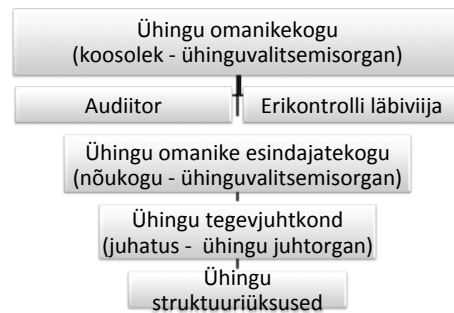 Ühingu omanikekogu
(koosolek - ühinguvalitsemisorgan)
Audiitor
Erikontrolli läbiviija
Ühingu omanike esindajatekogu
(nõukogu - ühinguvalitsemisorgan)
Ühingu tegevjuhtkond
(juhatus -  ühingu juhtorgan)
Ühingu
struktuuriüksused